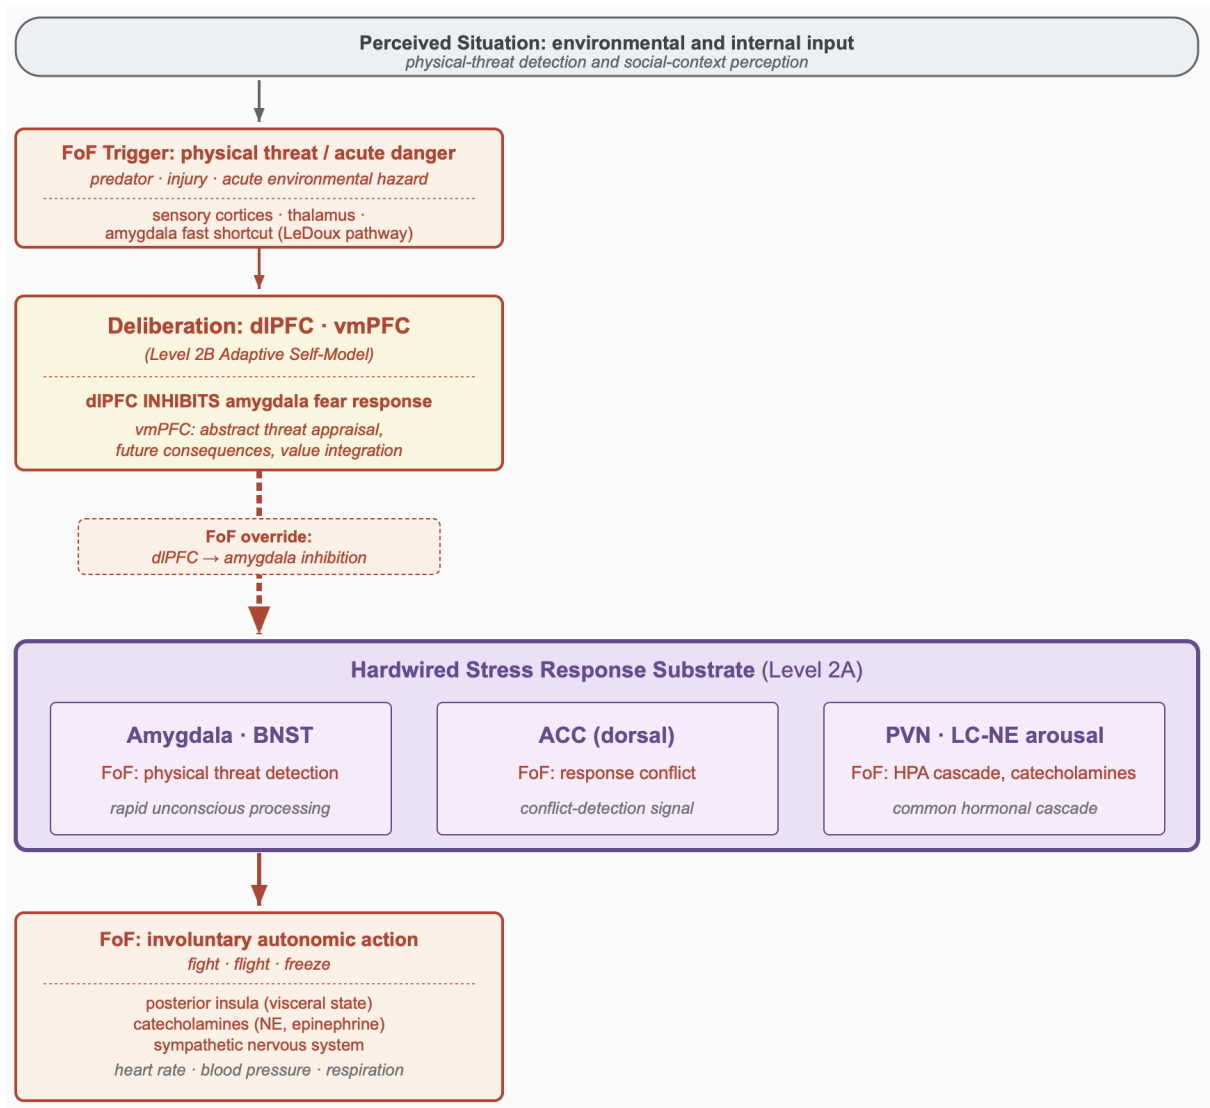 Perceived Situation: environmental and internal input
physical-threat detection and social-context perception
FoF Trigger: physical threat / acute danger
predator · injury · acute environmental hazard
sensory cortices · thalamus ·
amygdala fast shortcut (LeDoux pathway)
Deliberation: dlPFC · vmPFC
(Level 2B Adaptive Self-Model)
dlPFC INHIBITS amygdala fear response
vmPFC: abstract threat appraisal,
future consequences, value integration
FoF override:
dlPFC → amygdala inhibition
Hardwired Stress Response Substrate (Level 2A)
Amygdala · BNST
FoF: physical threat detection
rapid unconscious processing
ACC (dorsal)
FoF: response conflict
conflict-detection signal
PVN · LC-NE arousal
FoF: HPA cascade, catecholamines
common hormonal cascade
FoF: involuntary autonomic action
fight · flight · freeze
posterior insula (visceral state)
catecholamines (NE, epinephrine)
sympathetic nervous system
heart rate · blood pressure · respiration